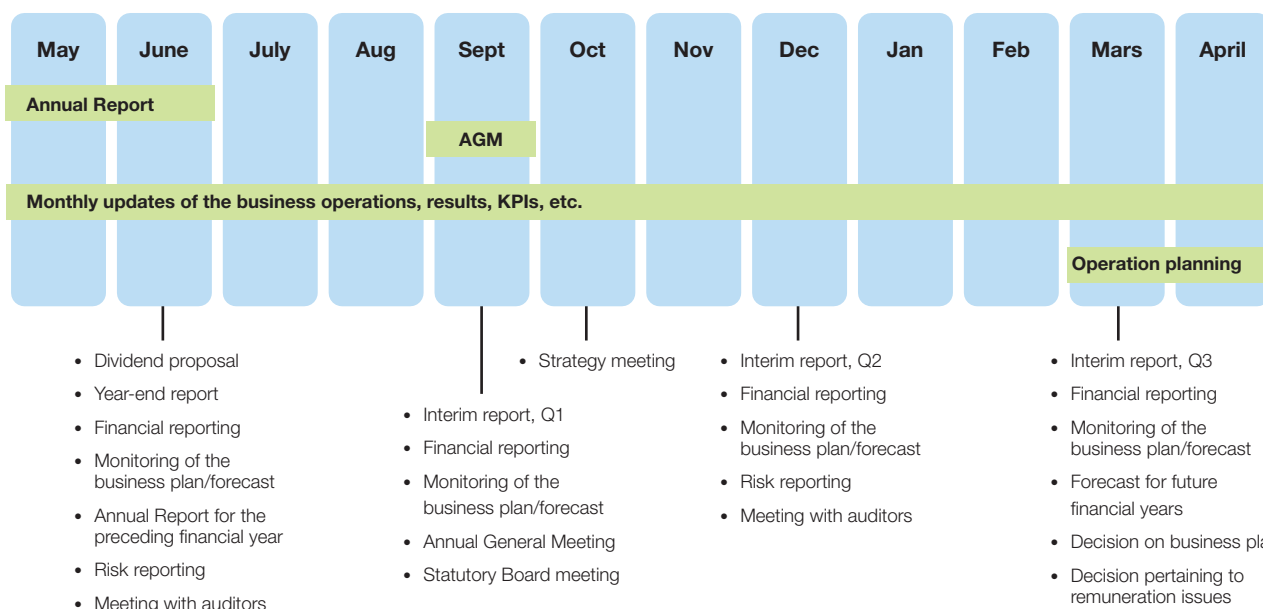 May June July Aug Sept Oct Nov Dec Jan Feb Mars April
Annual Report
AGM
Monthly updates of the business operations, results, KPIs, etc.
Operation planning
• Dividend proposal
• Year-end report
• Financial reporting
• Monitoring of the
business plan/forecast
• Annual Report for the
preceding financial year
• Risk reporting
• Meeting with auditors
• Interim report, Q1
• Financial reporting
• Monitoring of the
business plan/forecast
• Annual General Meeting
• Statutory Board meeting
• Strategy meeting
• Interim report, Q2
• Financial reporting
• Monitoring of the
business plan/forecast
• Risk reporting
• Meeting with auditors
• Interim report, Q3
• Financial reporting
• Monitoring of the
business plan/forecast
• Forecast for future
financial years
• Decision on business
• Decision pertaining to
remuneration issues